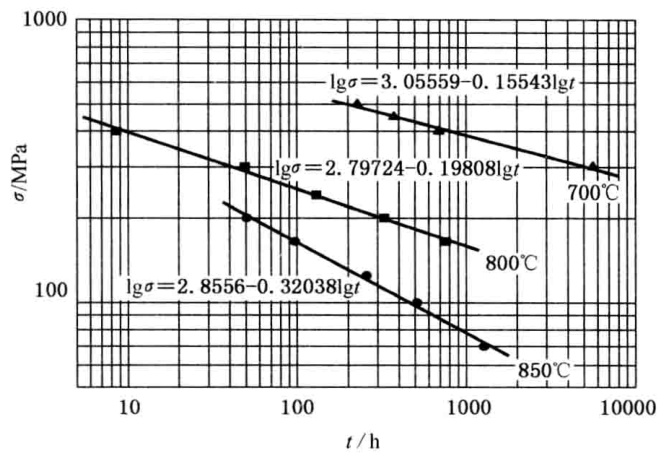 1000
lgσ=3.05559-0.15543lgt
σ/MPa
lgσ=2.79724-0.19808lgt
700℃
800℃
100
lgσ=2.8556-0.32038lgt
850℃
10 100 1000 10000
t/h